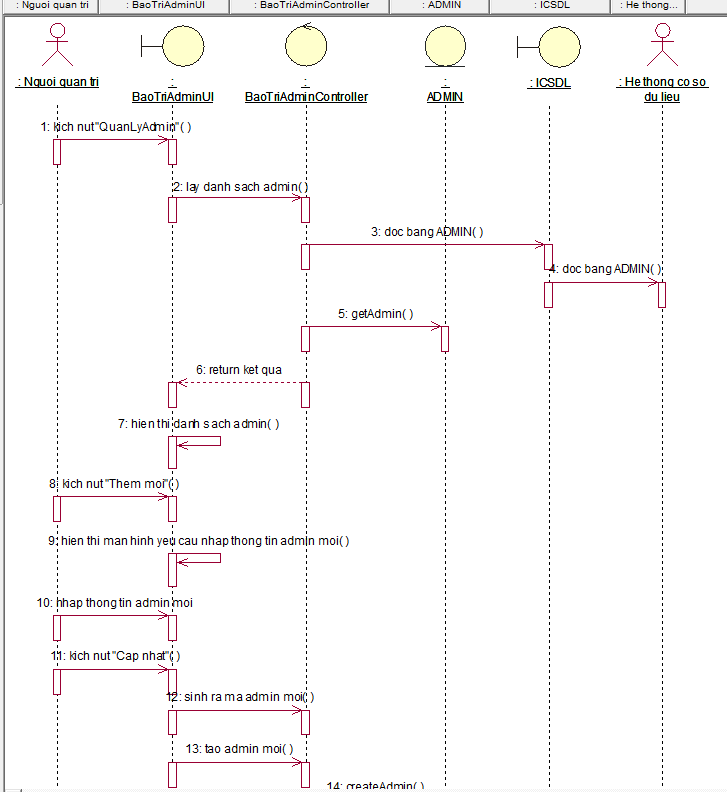 : Nguoi quan tri
: BaoTriAdminUI
: BaoTriAdminController
: ADMIN
: ICSDL
: He thong...
: Nguoi quan tri
:
BaoTriAdminUI
:
BaoTriAdminController
:
ADMIN
: ICSDL
: He thong co so
du lieu
1: kich nut "QuanLyAdmin"( )
2: lay danh sach admin( )
3: doc bang ADMIN( )
4: doc bang ADMIN( )
5: getAdmin( )
6: return ket qua
7: hien thi danh sach admin( )
8: kich nut "Them moi"( )
9: hien thi man hinh yeu cau nhap thong tin admin moi( )
10: nhap thong tin admin moi
11: kich nut "Cap nhat"( )
12: sinh ra ma admin moi( )
13: tao admin moi( )
14: createAdmin( )